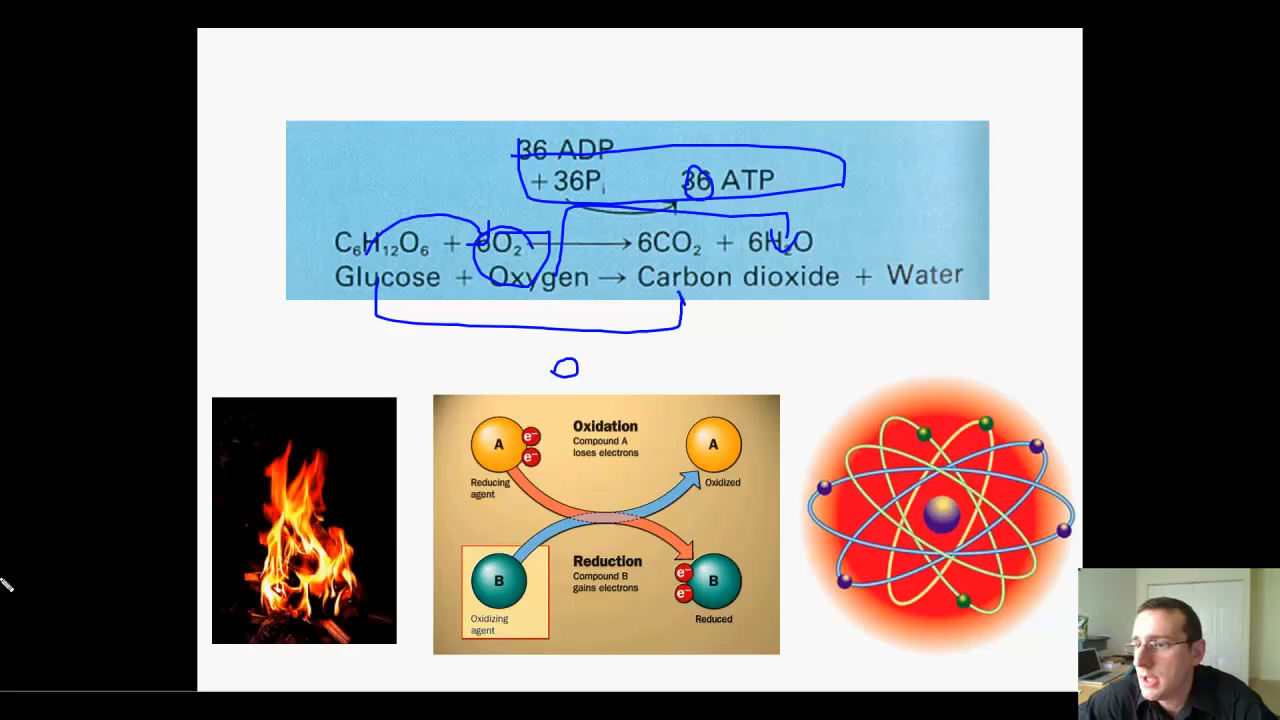 36 ADP
+ 36Pᵢ 36 ATP
C₆H₁₂O₆ + 6O₂ → 6CO₂ + 6H₂O
Glucose + Oxygen → Carbon dioxide + Water
Oxidation
Compound A
loses electrons
A e⁻ e⁻ A
Reducing
agent
Oxidized
Reduction
Compound B
gains electrons
B e⁻ e⁻ B
Oxidizing
agent
Reduced